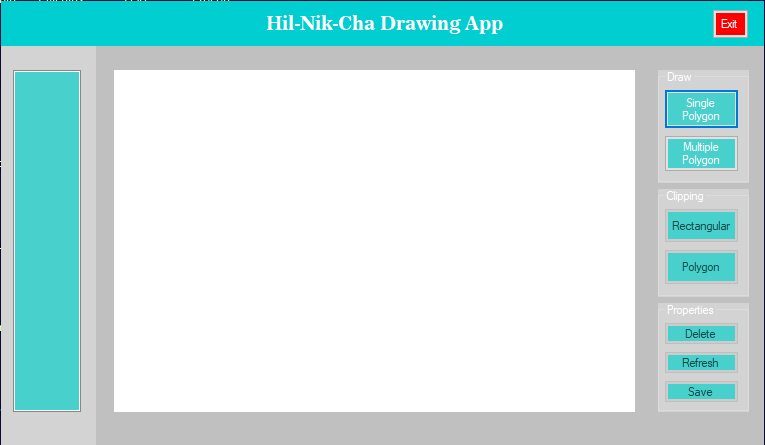 Hil-Nik-Cha Drawing App
Exit
Draw
Single
Polygon
Multiple
Polygon
Clipping
Rectangular
Polygon
Properties
Delete
Refresh
Save